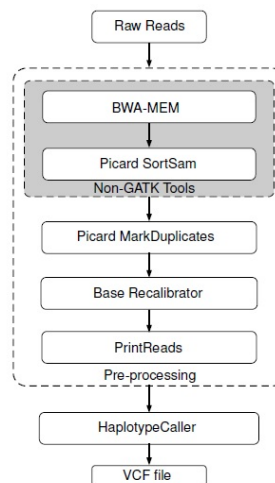 Raw Reads
BWA-MEM
Picard SortSam
Non-GATK Tools
Picard MarkDuplicates
Base Recalibrator
PrintReads
Pre-processing
HaplotypeCaller
VCF file